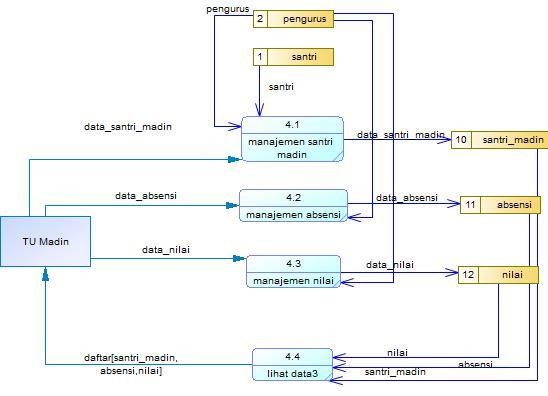 pengurus
2 pengurus
1 santri
santri
4.1
manajemen santri
madin
data_santri_madin
data_santri_madin
10 santri_madin
data_absensi
4.2
manajemen absensi
data_absensi
11 absensi
TU Madin
data_nilai
4.3
manajemen nilai
data_nilai
12 nilai
daftar[santri_madin,
absensi,nilai]
4.4
lihat data3
nilai
absensi
santri_madin